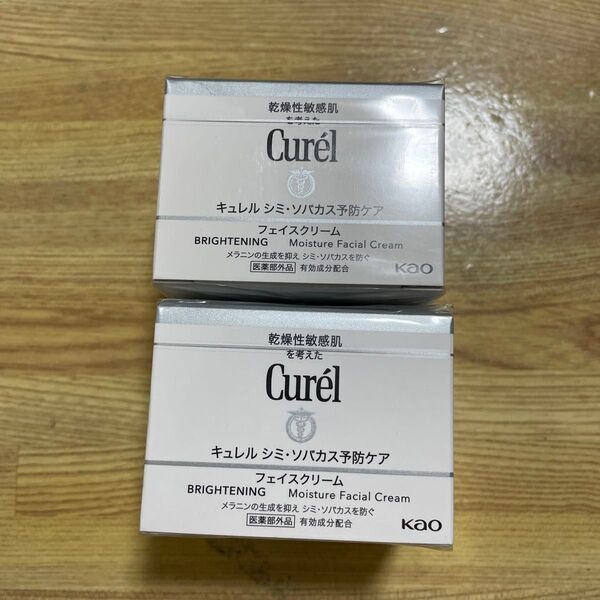 乾燥性敏感肌
を考えた
Curél
キュレル シミ・ソバカス予防ケア
フェイスクリーム
BRIGHTENING Moisture Facial Cream
メラニンの生成を抑え シミ・ソバカスを防ぐ
医薬部外品 有効成分配合
Kao
乾燥性敏感肌
を考えた
Curél
キュレル シミ・ソバカス予防ケア
フェイスクリーム
BRIGHTENING Moisture Facial Cream
メラニンの生成を抑え シミ・ソバカスを防ぐ
医薬部外品 有効成分配合
Kao